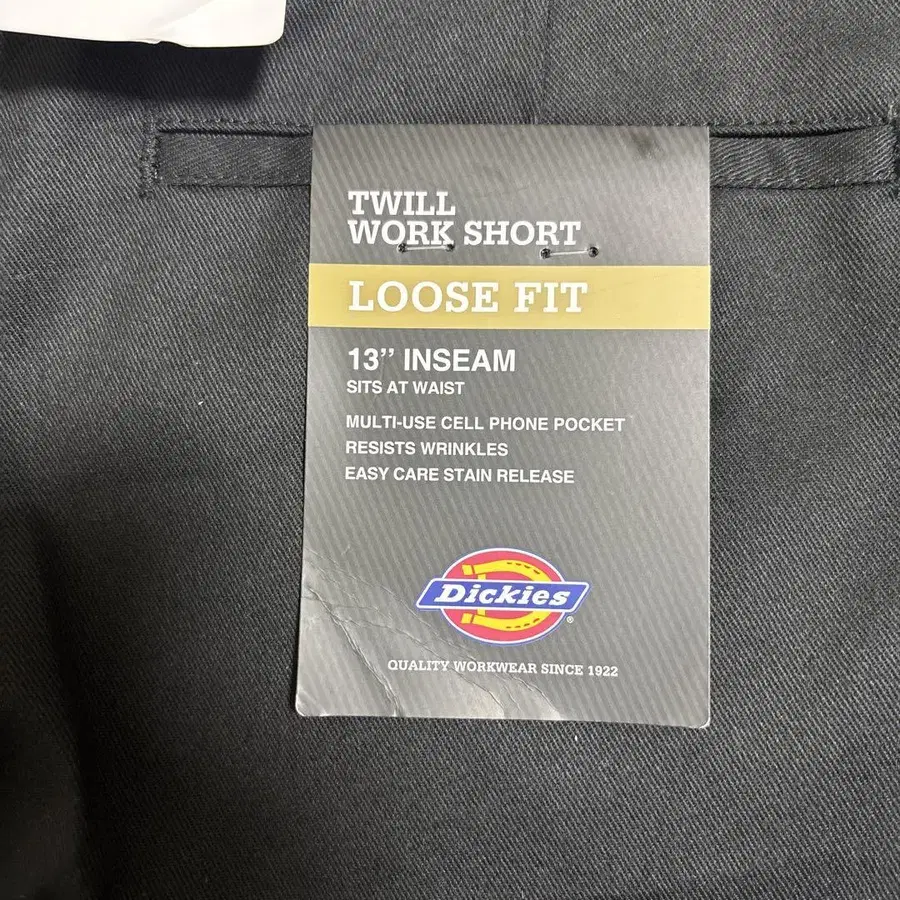 TWILL
WORK SHORT
LOOSE FIT
13” INSEAM
SITS AT WAIST
MULTI-USE CELL PHONE POCKET
RESISTS WRINKLES
EASY CARE STAIN RELEASE
Dickies®
QUALITY WORKWEAR SINCE 1922